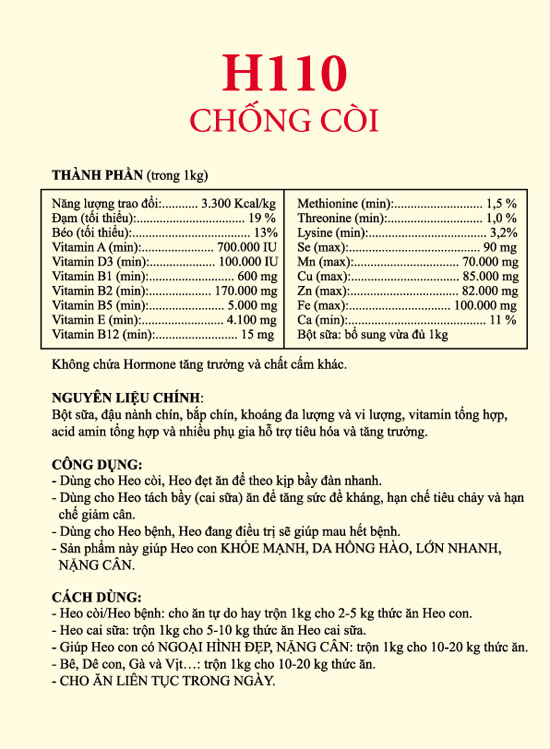 H110
CHỐNG CÒI
THÀNH PHẦN (trong 1kg)
Năng lượng trao đổi:........... 3.300 Kcal/kg
Đạm (tối thiểu):................................. 19 %
Béo (tối thiểu):................................... 13%
Vitamin A (min):...................... 700.000 IU
Vitamin D3 (min):.................... 100.000 IU
Vitamin B1 (min):.......................... 600 mg
Vitamin B2 (min):................... 170.000 mg
Vitamin B5 (min):....................... 5.000 mg
Vitamin E (min):......................... 4.100 mg
Vitamin B12 (min):.......................... 15 mg
Methionine (min):........................... 1,5 %
Threonine (min):............................. 1,0 %
Lysine (min):................................... 3,2%
Se (max):........................................ 90 mg
Mn (max):................................ 70.000 mg
Cu (max):................................. 85.000 mg
Zn (max):................................. 82.000 mg
Fe (max):............................... 100.000 mg
Ca (min):......................................... 11 %
Bột sữa: bổ sung vừa đủ 1kg
Không chứa Hormone tăng trưởng và chất cấm khác.
NGUYÊN LIỆU CHÍNH:
Bột sữa, đậu nành chín, bắp chín, khoáng đa lượng và vi lượng, vitamin tổng hợp,
acid amin tổng hợp và nhiều phụ gia hỗ trợ tiêu hóa và tăng trưởng.
CÔNG DỤNG:
- Dùng cho Heo còi, Heo đẹt ăn để theo kịp bầy đàn nhanh.
- Dùng cho Heo tách bầy (cai sữa) ăn để tăng sức đề kháng, hạn chế tiêu chảy và hạn
chế giảm cân.
- Dùng cho Heo bệnh, Heo đang điều trị sẽ giúp mau hết bệnh.
- Sản phẩm này giúp Heo con KHỎE MẠNH, DA HỒNG HÀO, LỚN NHANH,
NẶNG CÂN.
CÁCH DÙNG:
- Heo còi/Heo bệnh: cho ăn tự do hay trộn 1kg cho 2-5 kg thức ăn Heo con.
- Heo cai sữa: trộn 1kg cho 5-10 kg thức ăn Heo cai sữa.
- Giúp Heo con có NGOẠI HÌNH ĐẸP, NẶNG CÂN: trộn 1kg cho 10-20 kg thức ăn.
- Bê, Dê con, Gà và Vịt…: trộn 1kg cho 10-20 kg thức ăn.
- CHO ĂN LIÊN TỤC TRONG NGÀY.